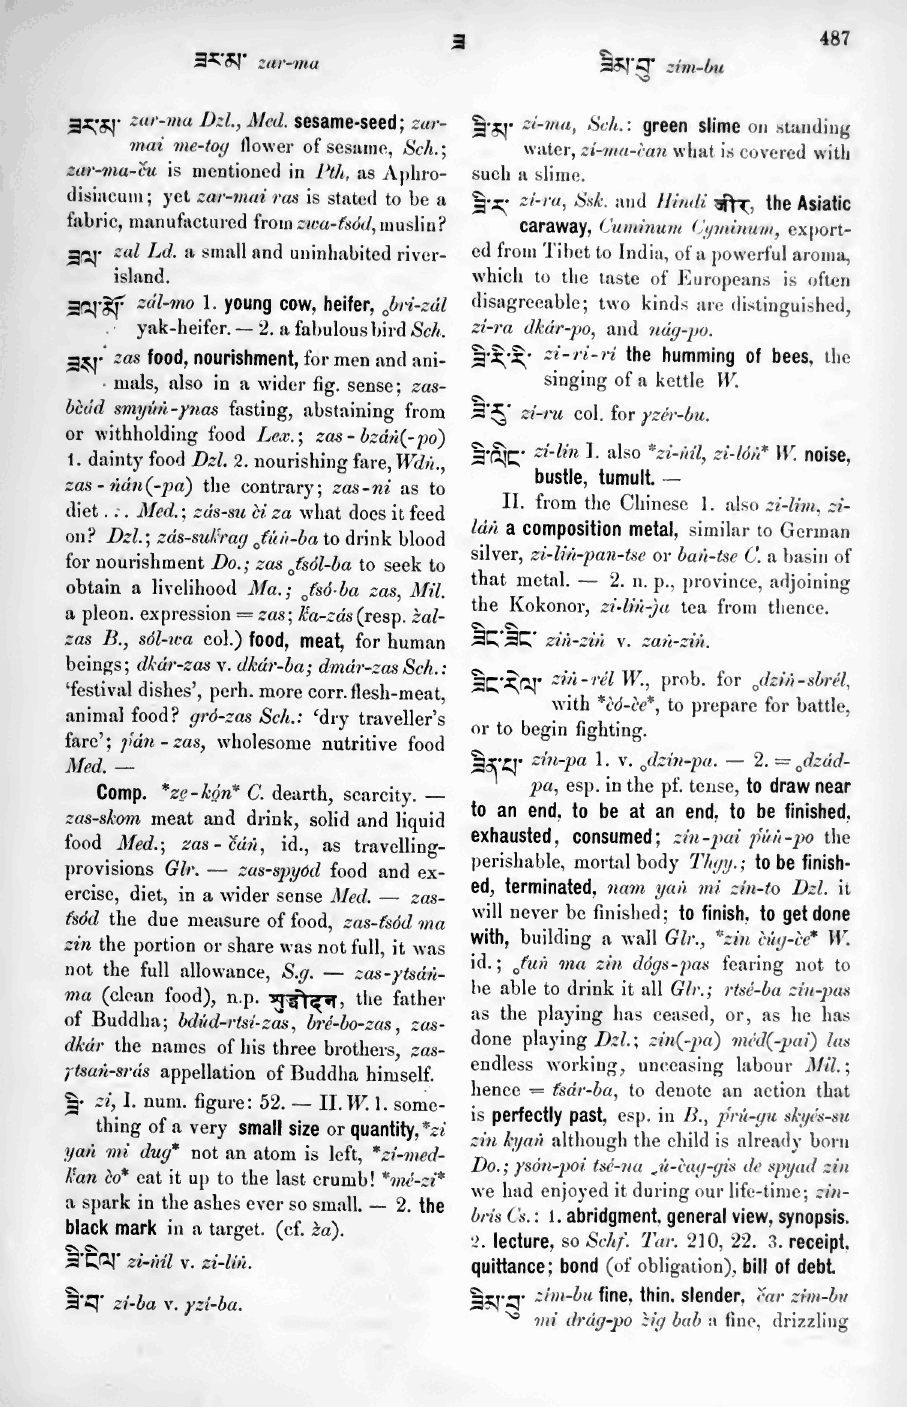 ཟ
487
ཟར་མ་ zar-ma
ཟིམ་བུ་ zim-bu
ཟར་མ་ zar-ma Dzl., Med. sesame-seed; zar-
mai me-tog flower of sesame, Sch.;
zar-ma-ču is mentioned in Pth, as Aphro-
disiacum; yet zar-mai ras is stated to be a
fabric, manufactured from zwa-tsód, muslin?
ཟལ་ zal Ld. a small and uninhabited river-
island.
ཟལ་མོ་ zál-mo 1. young cow, heifer, ₒbri-zál
yak-heifer. — 2. a fabulous bird Sch.
ཟས་ zas food, nourishment, for men and ani-
mals, also in a wider fig. sense; zas-
bčád smyúṅ-γnas fasting, abstaining from
or withholding food Lex.; zas-bzáṅ(-po)
1. dainty food Dzl. 2. nourishing fare, Wdṅ.,
zas-ṅán(-pa) the contrary; zas-ni as to
diet . . . Med.; zás-su či za what does it feed
on? Dzl.; zás-su ḱrag ₒtúṅ-ba to drink blood
for nourishment Do.; zas ₒtsól-ba to seek to
obtain a livelihood Ma.; ₒtsó-ba zas, Mil.
a pleon. expression = zas; ḱa-zás (resp. žal-
zas B., sól-wa col.) food, meat, for human
beings; dkár-zas v. dkár-ba; dmár-zas Sch.:
‘festival dishes’, perh. more corr. flesh-meat,
animal food? gró-zas Sch.: ‘dry traveller’s
fare’; ṕán-zas, wholesome nutritive food
Med. —
Comp. *zẹ-kọ́n* C. dearth, scarcity. —
zas-skom meat and drink, solid and liquid
food Med.; zas-čáṅ, id., as travelling-
provisions Glr. — zas-spyód food and ex-
ercise, diet, in a wider sense Med. — zas-
tsód the due measure of food, zas-tsód ma
zin the portion or share was not full, it was
not the full allowance, S.g. — zas-γtsáṅ-
ma (clean food), n.p. शुद्धोदन, the father
of Buddha; bdúd-rtsi-zas, bré-bo-zas, zas-
dkár the names of his three brothers, zas-
γtsaṅ-srás appellation of Buddha himself.
ཟི་ zi, I. num. figure: 52. — II. W. 1. some-
thing of a very small size or quantity, *zi
yaṅ mi dug* not an atom is left, *zi-med-
ḱan čo* eat it up to the last crumb! *mé-zi*
a spark in the ashes ever so small. — 2. the
black mark in a target. (cf. ža).
ཟི་ངིལ་ zi-ṅil v. zi-liṅ.
ཟི་བ་ zi-ba v. γzi-ba.
ཟི་མ་ zi-ma, Sch.: green slime on standing
water, zi-ma-čan what is covered with
such a slime.
ཟི་ར་ zi-ra, Ssk. and Hindi जीर, the Asiatic
caraway, Cuminum Cyminum, export-
ed from Tibet to India, of a powerful aroma,
which to the taste of Europeans is often
disagreeable; two kinds are distinguished,
zi-ra dkár-po, and nág-po.
ཟི་རི་རི་ zi-ri-ri the humming of bees, the
singing of a kettle W.
ཟི་རུ་ zi-ru col. for γzér-bu.
ཟི་ལིང་ zi-liṅ I. also *zi-ṅil, zi-lóṅ* W. noise,
bustle, tumult. —
II. from the Chinese 1. also zi-lim, zi-
láṅ a composition metal, similar to German
silver, zi-liṅ-pan-tse or baṅ-tse C. a basin of
that metal. — 2. n. p., province, adjoining
the Kokonor, zi-liṅ-ja tea from thence.
ཟིང་ཟིང་ ziṅ-ziṅ v. zaṅ-ziṅ.
ཟིང་རེལ་ ziṅ-rél W., prob. for ₒdziṅ-sbrél,
with *čó-če*, to prepare for battle,
or to begin fighting.
ཟིན་པ་ zin-pa 1. v. ₒdzin-pa. — 2. = ₒdzád-
pa, esp. in the pf. tense, to draw near
to an end, to be at an end, to be finished,
exhausted, consumed; zin-pai ṕúṅ-po the
perishable, mortal body Thgy.; to be finish-
ed, terminated, nam yaṅ mi zin-to Dzl. it
will never be finished; to finish, to get done
with, building a wall Glr., *zin čúg-če* W.
id.; ₒtuṅ ma zin dógs-pas fearing not to
be able to drink it all Glr.; rtsé-ba zin-pas
as the playing has ceased, or, as he has
done playing Dzl.; zin(-pa) méd(-pai) las
endless working, unceasing labour Mil.;
hence = tsár-ba, to denote an action that
is perfectly past, esp. in B., ṕrú-gu skyés-su
zin kyaṅ although the child is already born
Do.; γsón-poi tsé-na ú-čag-gis de spyad zin
we had enjoyed it during our life-time; zin-
bris Cs.: 1. abridgment, general view, synopsis.
2. lecture, so Schf. Tar. 210, 22. 3. receipt,
quittance; bond (of obligation), bill of debt.
ཟིམ་བུ་ zim-bu fine, thin, slender, čar zim-bu
mi drág-po žig bab a fine, drizzling